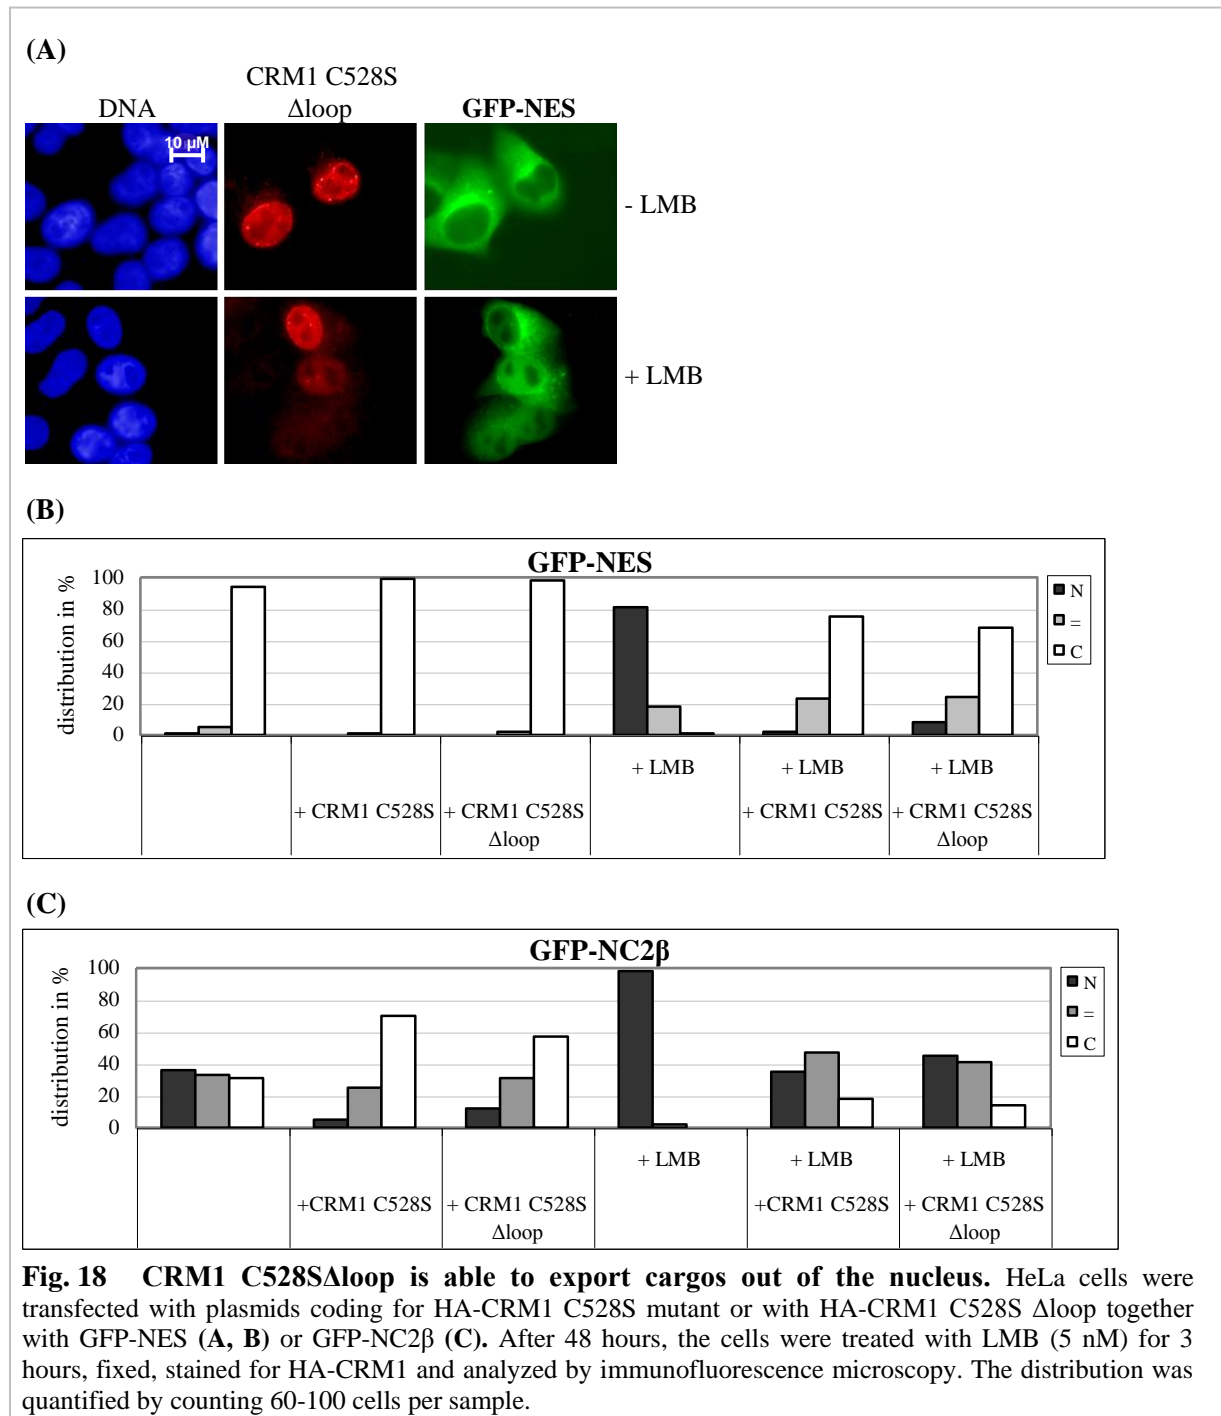 (A)
CRM1 C528S
DNA Δloop GFP-NES
10 µM
- LMB
+ LMB
(B)
GFP-NES
distribution in %
100
80
60
40
20
0
N
=
C
+ LMB + LMB + LMB
+ CRM1 C528S + CRM1 C528S + CRM1 C528S + CRM1 C528S
Δloop Δloop
(C)
GFP-NC2β
distribution in %
100
80
60
40
20
0
N
=
C
+ LMB + LMB + LMB
+CRM1 C528S + CRM1 C528S +CRM1 C528S + CRM1 C528S
Δloop Δloop
Fig. 18 CRM1 C528SΔloop is able to export cargos out of the nucleus. HeLa cells were
transfected with plasmids coding for HA-CRM1 C528S mutant or with HA-CRM1 C528S Δloop together
with GFP-NES (A, B) or GFP-NC2β (C). After 48 hours, the cells were treated with LMB (5 nM) for 3
hours, fixed, stained for HA-CRM1 and analyzed by immunofluorescence microscopy. The distribution was
quantified by counting 60-100 cells per sample.